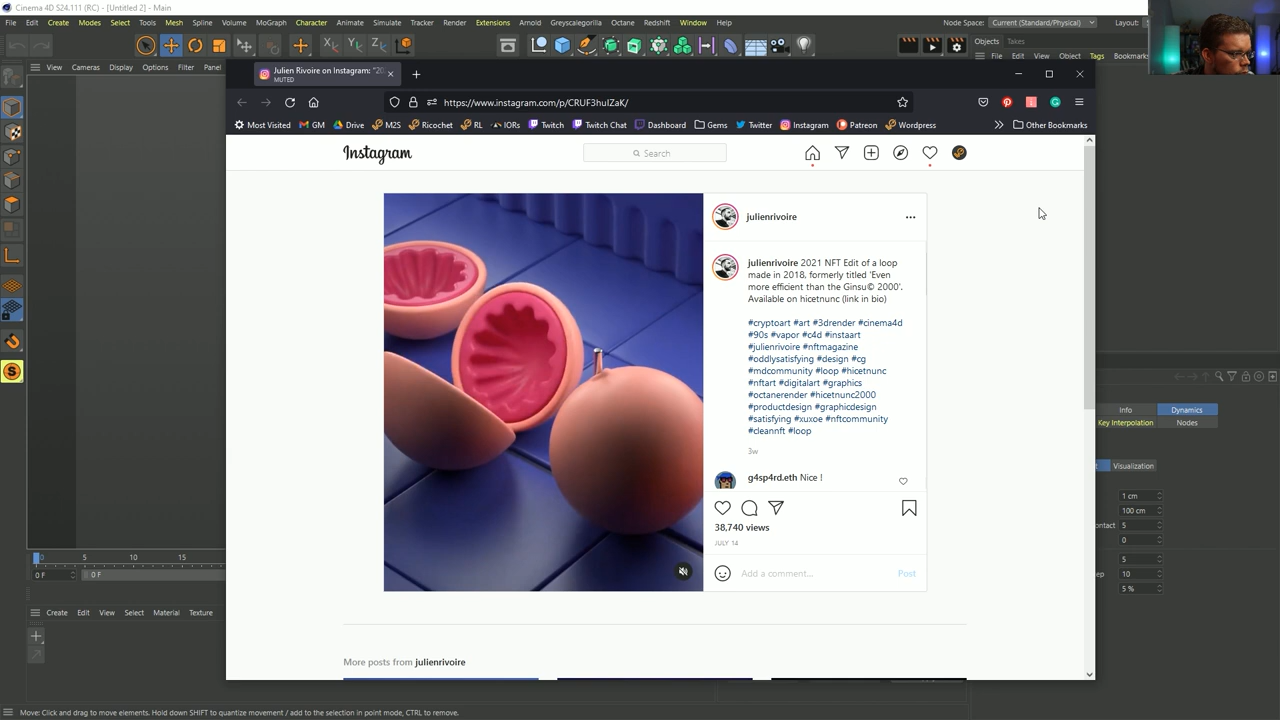 Cinema 4D S24.111 (RC) - [Untitled 2] - Main
File Edit Create Modes Select Tools Mesh Spline Volume MoGraph Character Animate Simulate Tracker Render Extensions Arnold Greyscalegorilla Octane Redshift Window Help Node Space: Current (Standard/Physical) Layout:
Objects Takes
View Cameras Display Options Filter Panel
File Edit View Object Tags Bookmarks
Julien Rivoire on Instagram: "20
MUTED
https://www.instagram.com/p/CRUF3huIZaK/
Most Visited GM Drive M2S Ricochet RL IORs Twitch Twitch Chat Dashboard Gems Twitter Instagram Patreon Wordpress Other Bookmarks
Instagram
Search
julienrivoire
julienrivoire 2021 NFT Edit of a loop
made in 2018, formerly titled 'Even
more efficient than the Ginsu© 2000'.
Available on hicetnunc (link in bio)
#cryptoart #art #3drender #cinema4d
#90s #vapor #c4d #instaart
#julienrivoire #nftmagazine
#oddlysatisfying #design #cg
#mdcommunity #loop #hicetnunc
#nftart #digitalart #graphics
#octanerender #hicetnunc2000
#productdesign #graphicdesign
#satisfying #xuxoe #nftcommunity
#cleannft #loop
3w
g4sp4rd.eth Nice !
38,740 views
JULY 14
Add a comment...
Post
More posts from julienrivoire
Info Dynamics
Key Interpolation Nodes
Visualization
1 cm
100 cm
ontact 5
0
5
ep 10
5 %
0 5 10 15
0 F 0 F
Create Edit View Select Material Texture
Move: Click and drag to move elements. Hold down SHIFT to quantize movement / add to the selection in point mode, CTRL to remove.